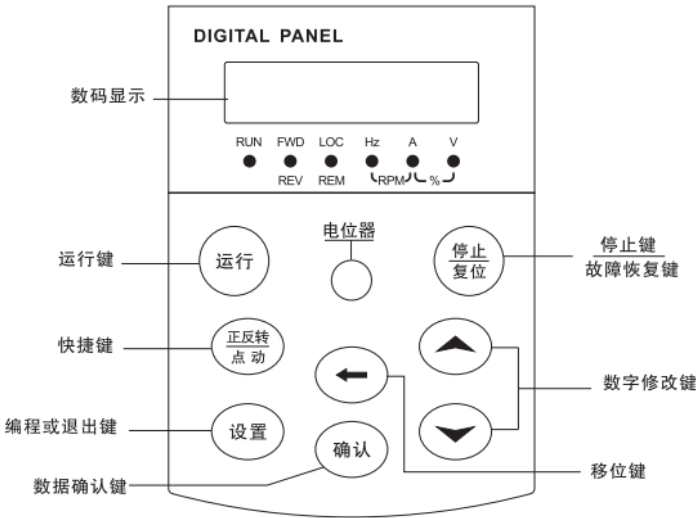 DIGITAL PANEL
数码显示
RUN FWD LOC Hz A V
REV REM RPM %
电位器
运行键
运行
停止
复位
停止键
故障恢复键
快捷键
正反转
点动
数字修改键
编程或退出键
设置
确认
移位键
数据确认键